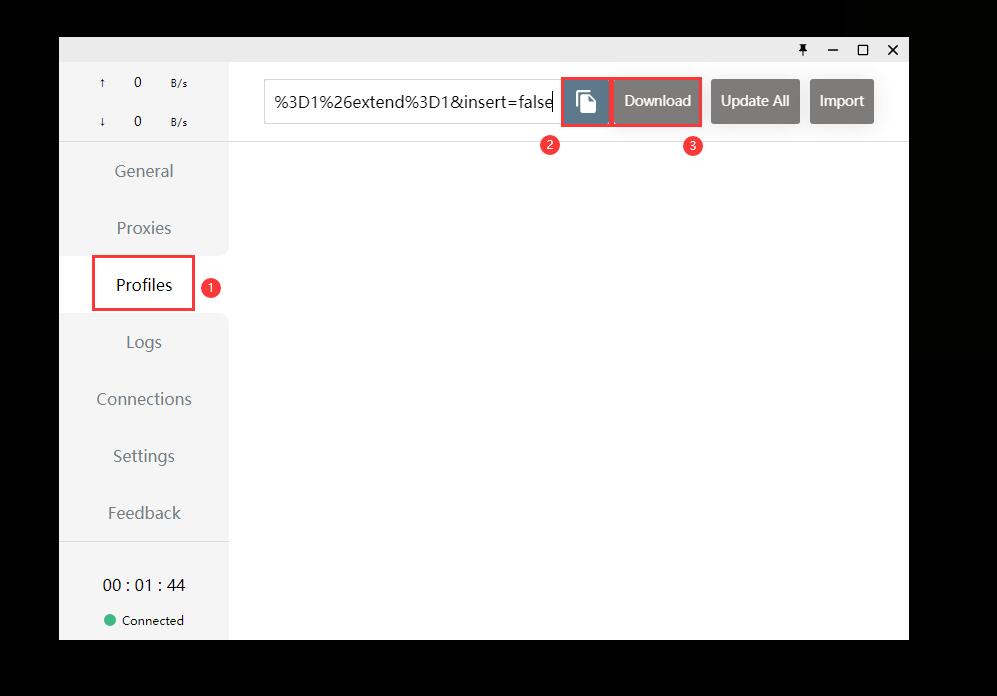 ↑ 0 B/s
↓ 0 B/s
%3D1%26extend%3D1&insert=false
Download
Update All
Import
2
3
General
Proxies
Profiles
1
Logs
Connections
Settings
Feedback
00 : 01 : 44
Connected